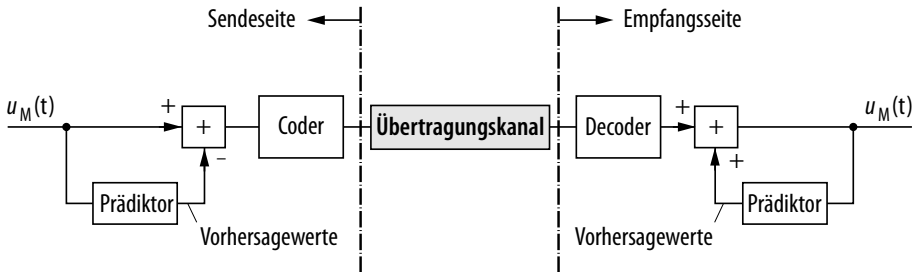 Sendeseite
Empfangsseite
u_M(t)
+
+
−
Coder
Übertragungskanal
Decoder
+
+
+
u_M(t)
Prädiktor
Vorhersagewerte
Prädiktor
Vorhersagewerte